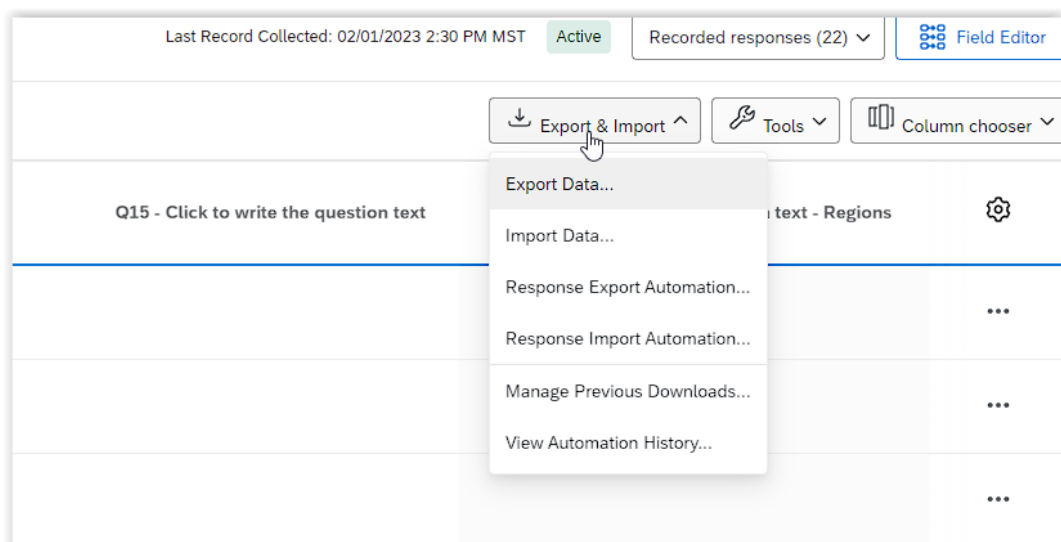 Last Record Collected: 02/01/2023 2:30 PM MST
Active
Recorded responses (22)
Field Editor
Export & Import
Tools
Column chooser
Q15 - Click to write the question text
text - Regions
Export Data...
Import Data...
Response Export Automation...
Response Import Automation...
Manage Previous Downloads...
View Automation History...